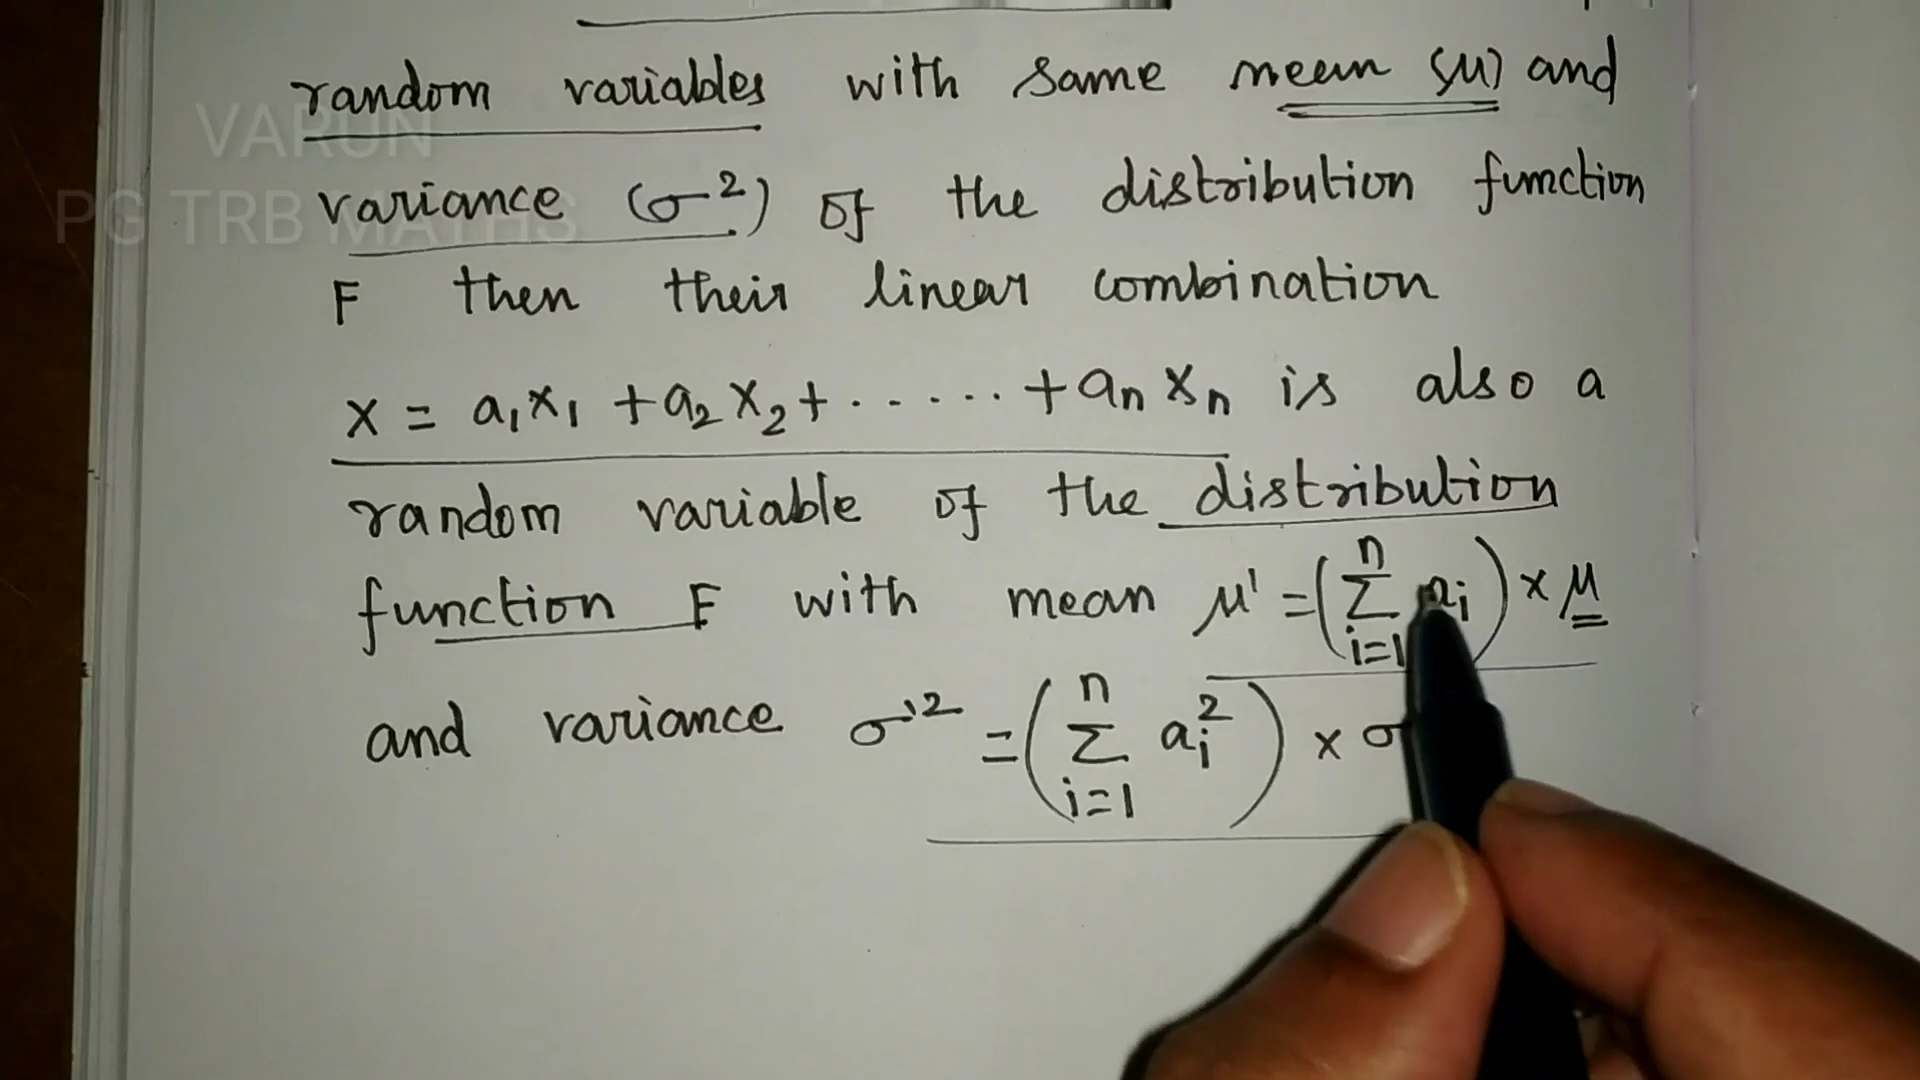 random variables with same mean (μ) and
VARUN
variance (σ²) of the distribution function
PG TRB MATHS
F then their linear combination
x = a₁x₁ + a₂x₂ + ...... + aₙxₙ is also a
random variable of the distribution
function F with mean μ' = (∑ⁿᵢ₌₁ aᵢ) × μ
and variance σ'² = (∑ⁿᵢ₌₁ aᵢ²) × σ